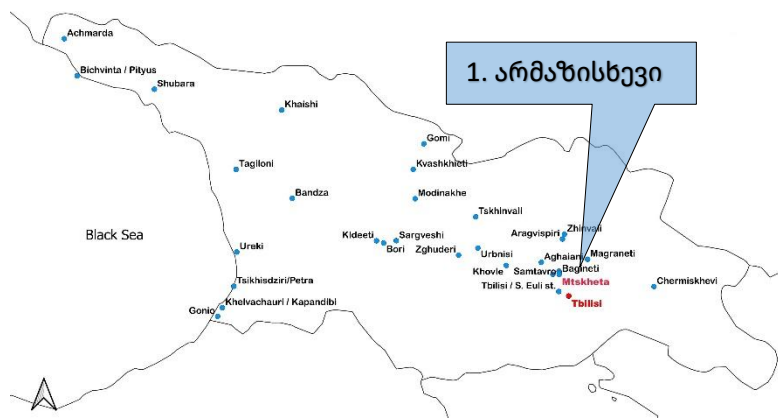 Achmarda
1. არმაზისხევი
Bichvinta / Pityus
Shubara
Khaishi
Gomi
Kvashkhieti
Tagiloni
Modinakhe
Bandza
Tskhinvali
Zhinvali
Aragvispiri
Black Sea
Kldeeti
Sargveshi
Bori
Ureki
Zghuderi
Urbnisi
Aghaiani
Magraneti
Khovle
Samtavro
Bagineti
Mtskheta
Tsikhisdziri/Petra
Chermiskhevi
Tbilisi / S. Euli st.
Tbilisi
Khelvachauri / Kapandibi
Gonio